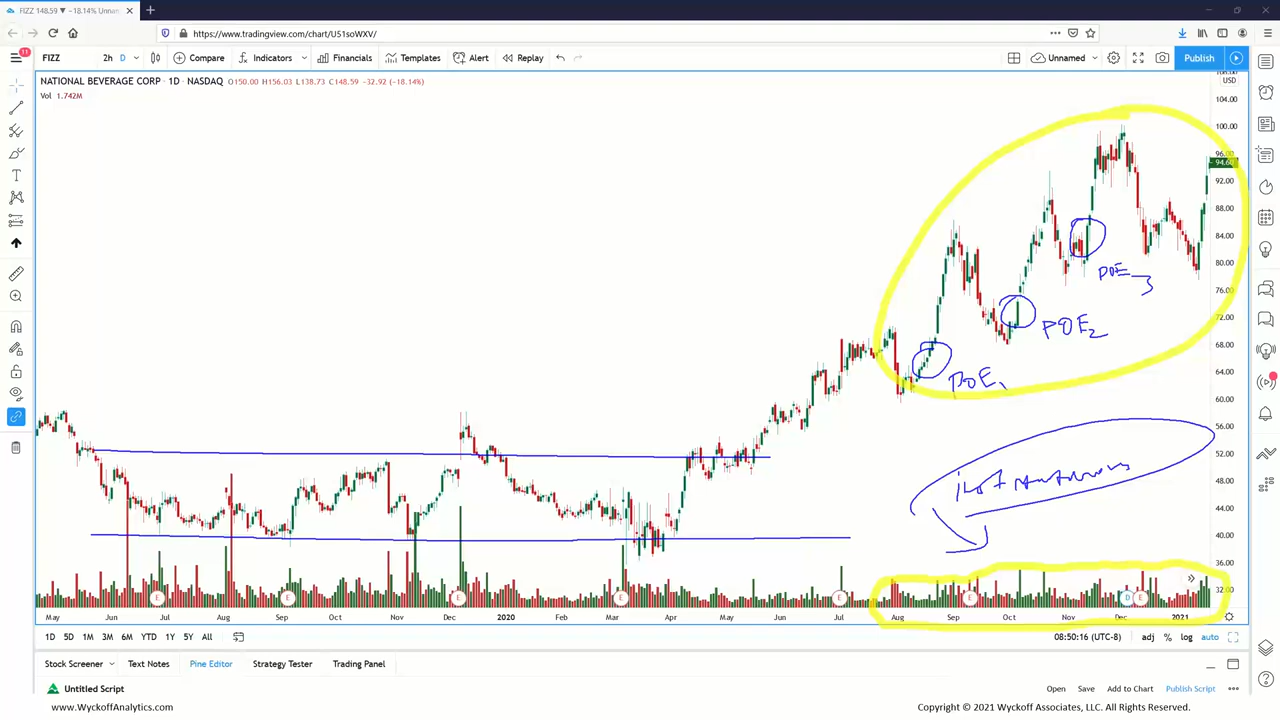 FIZZ 148.59 ▼ −18.14% Unnan
https://www.tradingview.com/chart/U51soWXV/
11
FIZZ 2h D Compare Indicators Financials Templates Alert Replay Unnamed Publish
NATIONAL BEVERAGE CORP · 1D · NASDAQ O150.00 H156.03 L138.73 C148.59 −32.92 (−18.14%)
Vol 1.742M
USD
104.00
100.00
96.00
94.60
92.00
88.00
84.00
80.00
76.00
72.00
68.00
64.00
60.00
56.00
52.00
48.00
44.00
40.00
36.00
32.00
POE 3
POE2
POE1
E E E E E E D E
May Jun Jul Aug Sep Oct Nov Dec 2020 Feb Mar Apr May Jun Jul Aug Sep Oct Nov Dec 2021
1D 5D 1M 3M 6M YTD 1Y 5Y All
08:50:16 (UTC-8) adj % log auto
Stock Screener Text Notes Pine Editor Strategy Tester Trading Panel
Untitled Script
Open Save Add to Chart Publish Script
www.WyckoffAnalytics.com
Copyright © 2021 Wyckoff Associates, LLC. All Rights Reserved.